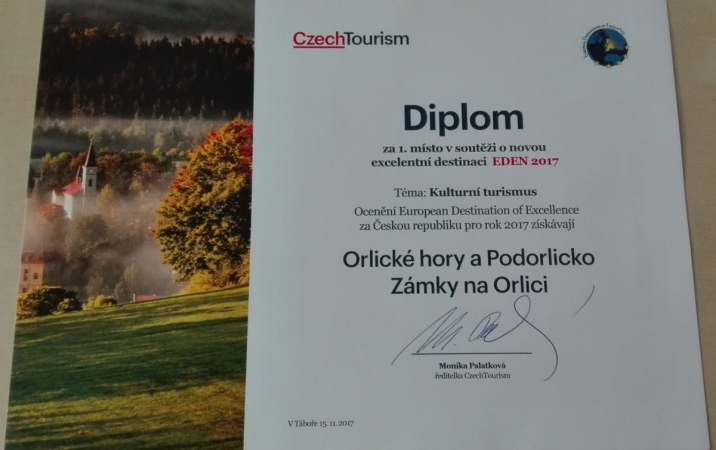 CzechTourism
Diplom
za 1. místo v soutěži o novou
excelentní destinaci EDEN 2017
Téma: Kulturní turismus
Ocenění European Destination of Excellence
za Českou republiku pro rok 2017 získávají
Orlické hory a Podorlicko
Zámky na Orlici
Monika Palatková
ředitelka CzechTourism
V Táboře 15. 11. 2017